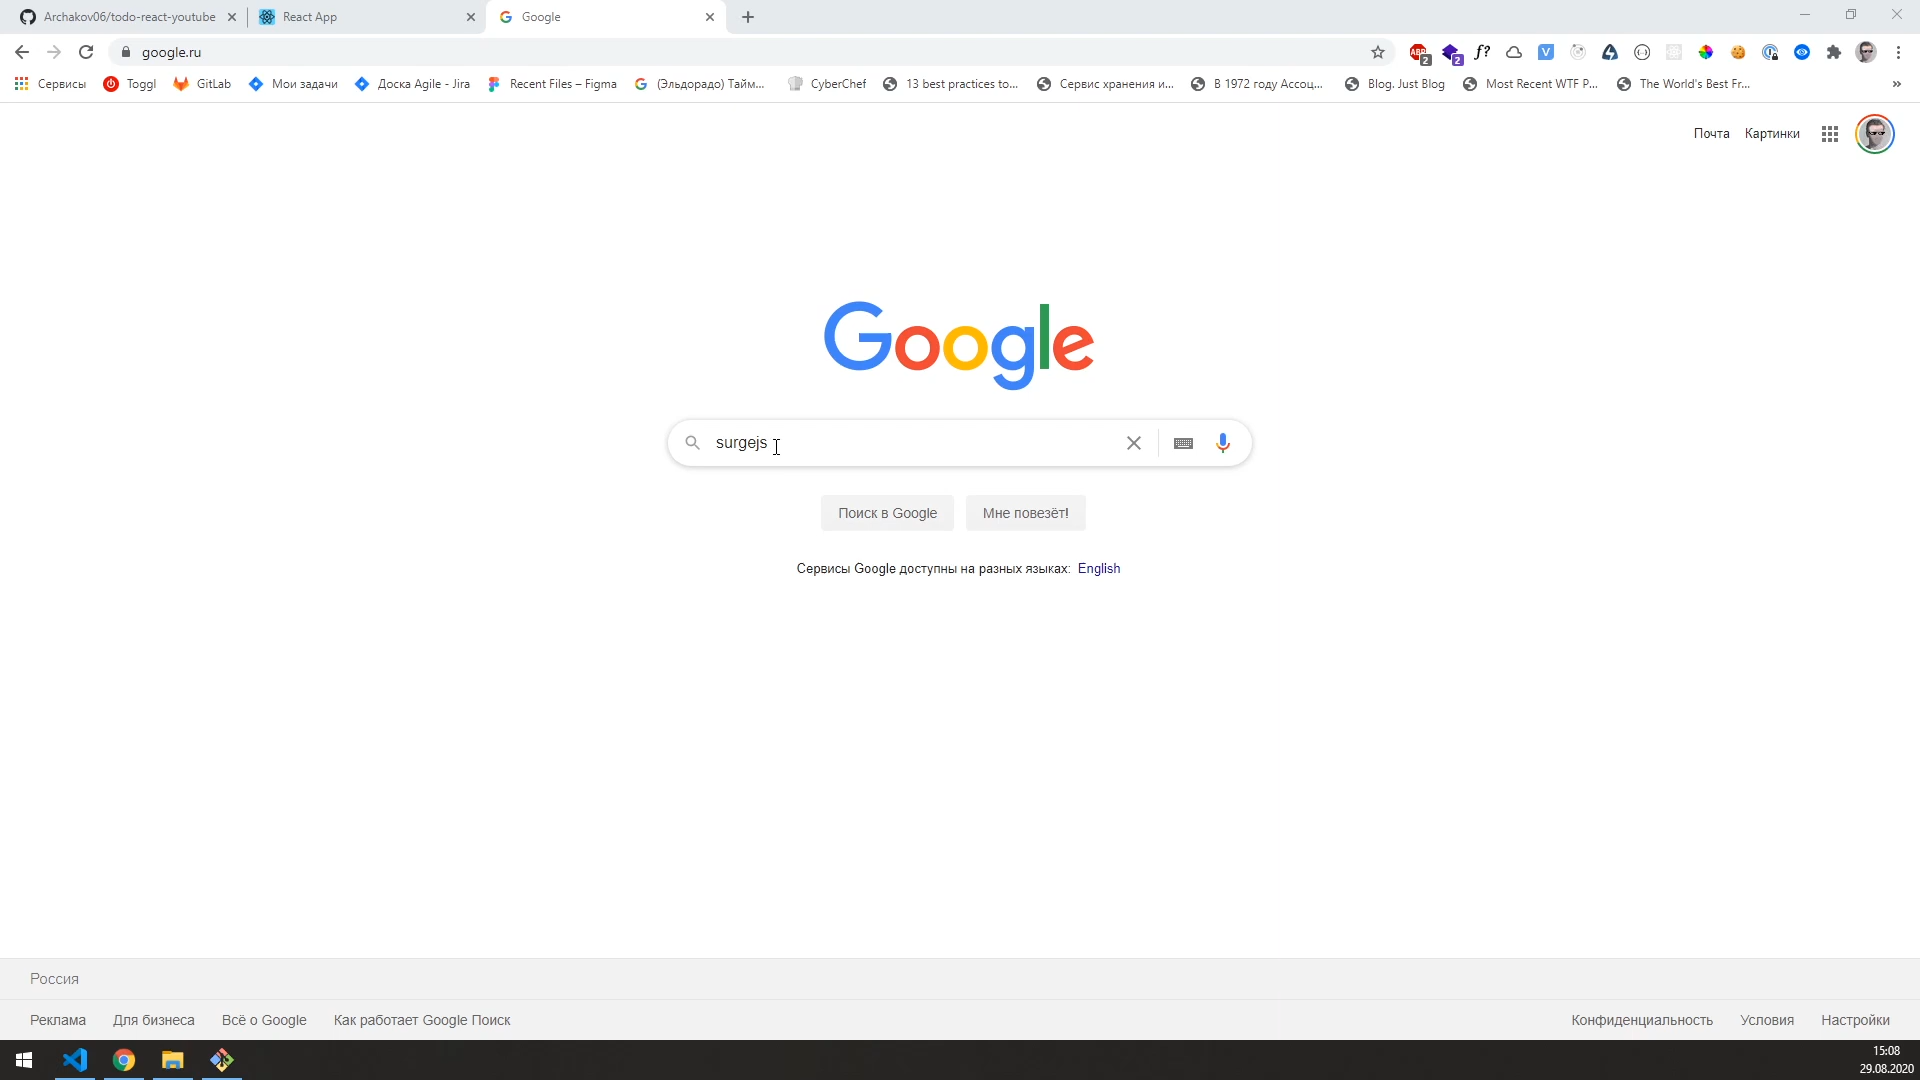 Archakov06/todo-react-youtube
React App
Google
google.ru
ABP
2
2
f?
V
Сервисы
Toggl
GitLab
Мои задачи
Доска Agile - Jira
Recent Files – Figma
(Эльдорадо) Тайм...
CyberChef
13 best practices to...
Сервис хранения и...
В 1972 году Ассоц...
Blog. Just Blog
Most Recent WTF P...
The World's Best Fr...
»
Почта
Картинки
Google
surgejs
Поиск в Google
Мне повезёт!
Сервисы Google доступны на разных языках: English
Россия
Реклама
Для бизнеса
Всё о Google
Как работает Google Поиск
Конфиденциальность
Условия
Настройки
15:08
29.08.2020